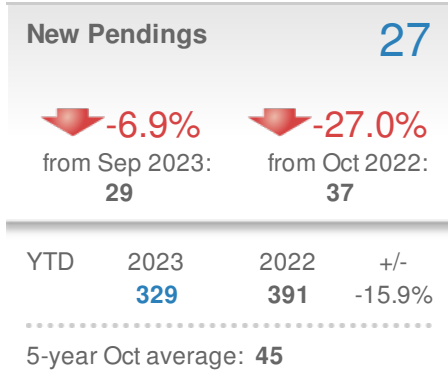 New Pendings 27
-6.9% -27.0%
from Sep 2023: from Oct 2022:
29 37
YTD 2023 2022 +/-
329 391 -15.9%
5-year Oct average: 45